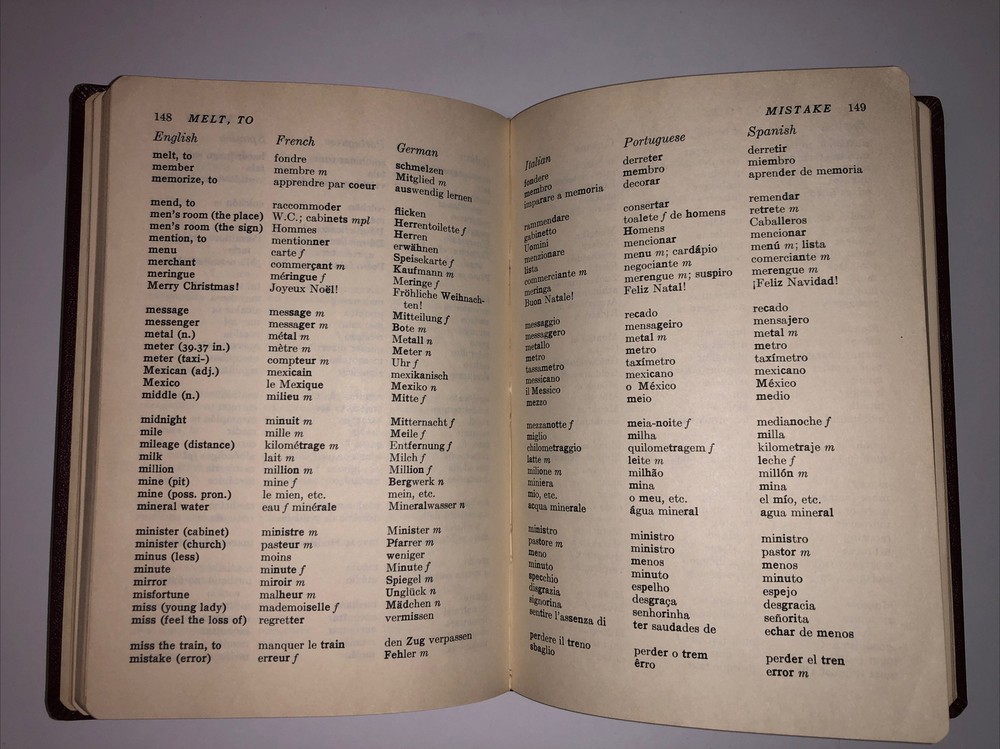 148 MELT, TO
English French German
melt, to fondre schmelzen
member membre m Mitglied m
memorize, to apprendre par coeur auswendig lernen
mend, to raccommoder flicken
men's room (the place) W.C.; cabinets mpl Herrentoilette f
men's room (the sign) Hommes Herren
mention, to mentionner erwähnen
menu carte f Speisekarte f
merchant commerçant m Kaufmann m
meringue méringue f Meringe f
Merry Christmas! Joyeux Noël! Fröhliche Weihnach-
ten!
message message m Mitteilung f
messenger messager m Bote m
metal (n.) métal m Metall n
meter (39.37 in.) mètre m Meter n
meter (taxi-) compteur m Uhr f
Mexican (adj.) mexicain mexikanisch
Mexico le Mexique Mexiko n
middle (n.) milieu m Mitte f
midnight minuit m Mitternacht f
mile mille m Meile f
mileage (distance) kilométrage m Entfernung f
milk lait m Milch f
million million m Million f
mine (pit) mine f Bergwerk n
mine (poss. pron.) le mien, etc. mein, etc.
mineral water eau f minérale Mineralwasser n
minister (cabinet) ministre m Minister m
minister (church) pasteur m Pfarrer m
minus (less) moins weniger
minute minute f Minute f
mirror miroir m Spiegel m
misfortune malheur m Unglück n
miss (young lady) mademoiselle f Mädchen n
miss (feel the loss of) regretter vermissen
miss the train, to manquer le train den Zug verpassen
mistake (error) erreur f Fehler m
MISTAKE 149
Italian Portuguese Spanish
fondere derreter derretir
membro membro miembro
imparare a memoria decorar aprender de memoria
rammendare consertar remendar
gabinetto toalete f de homens retrete m
Uomini Homens Caballeros
menzionare mencionar mencionar
lista menu m; cardápio menú m; lista
commerciante m negociante m comerciante m
meringa merengue m; suspiro merengue m
Buon Natale! Feliz Natal! ¡Feliz Navidad!
messaggio recado recado
messaggero mensageiro mensajero
metallo metal m metal m
metro metro metro
tassametro taxímetro taxímetro
messicano mexicano mexicano
il Messico o México México
mezzo meio medio
mezzanotte f meia-noite f medianoche f
miglio milha milla
chilometraggio quilometragem f kilometraje m
latte m leite m leche f
milione m milhão millón m
miniera mina mina
mio, etc. o meu, etc. el mío, etc.
acqua minerale água mineral agua mineral
ministro ministro ministro
pastore m ministro pastor m
meno menos menos
minuto minuto minuto
specchio espelho espejo
disgrazia desgraça desgracia
signorina senhorinha señorita
sentire l'assenza di ter saudades de echar de menos
perdere il treno perder o trem perder el tren
sbaglio êrro error m